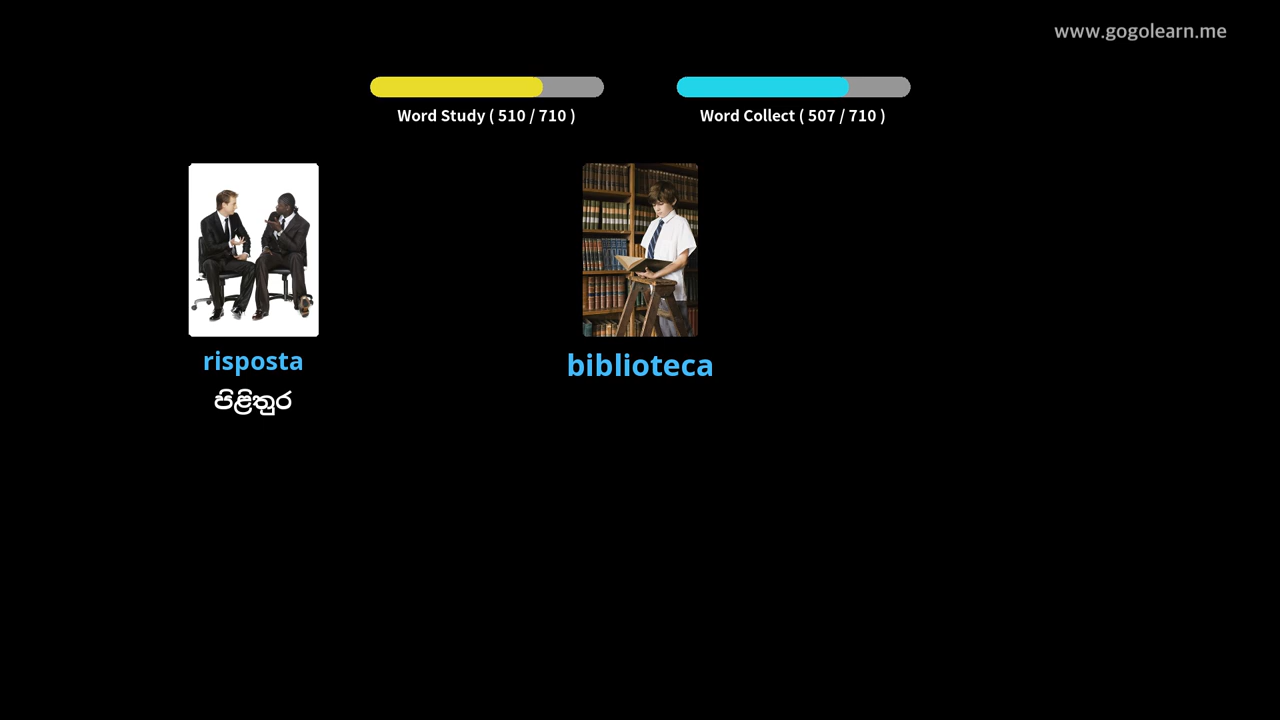 www.gogolearn.me
Word Study ( 510 / 710 )
Word Collect ( 507 / 710 )
risposta
පිළිතුර
biblioteca